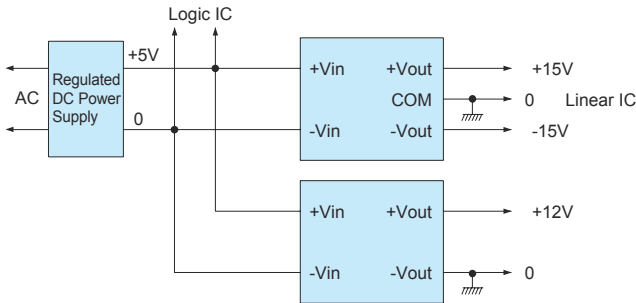 Logic IC
+5V
AC
Regulated
DC Power
Supply
0
+Vin
+Vout
+15V
COM
0
Linear IC
-Vin
-Vout
-15V
+Vin
+Vout
+12V
-Vin
-Vout
0